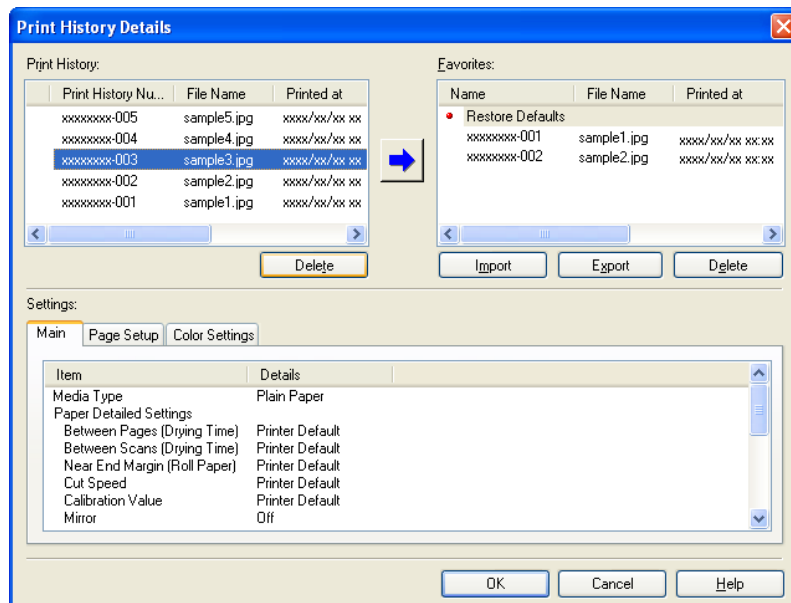 Print History Details
Print History:
Print History Nu... File Name Printed at
xxxxxxxx-005 sample5.jpg xxxx/xx/xx xx
xxxxxxxx-004 sample4.jpg xxxx/xx/xx xx
xxxxxxxx-003 sample3.jpg xxxx/xx/xx xx
xxxxxxxx-002 sample2.jpg xxxx/xx/xx xx
xxxxxxxx-001 sample1.jpg xxxx/xx/xx xx
Delete
Favorites:
Name File Name Printed at
Restore Defaults
xxxxxxxx-001 sample1.jpg xxxx/xx/xx xx:xx
xxxxxxxx-002 sample2.jpg xxxx/xx/xx xx:xx
Import Export Delete
Settings:
Main Page Setup Color Settings
Item Details
Media Type Plain Paper
Paper Detailed Settings
Between Pages (Drying Time) Printer Default
Between Scans (Drying Time) Printer Default
Near End Margin (Roll Paper) Printer Default
Cut Speed Printer Default
Calibration Value Printer Default
Mirror Off
OK Cancel Help